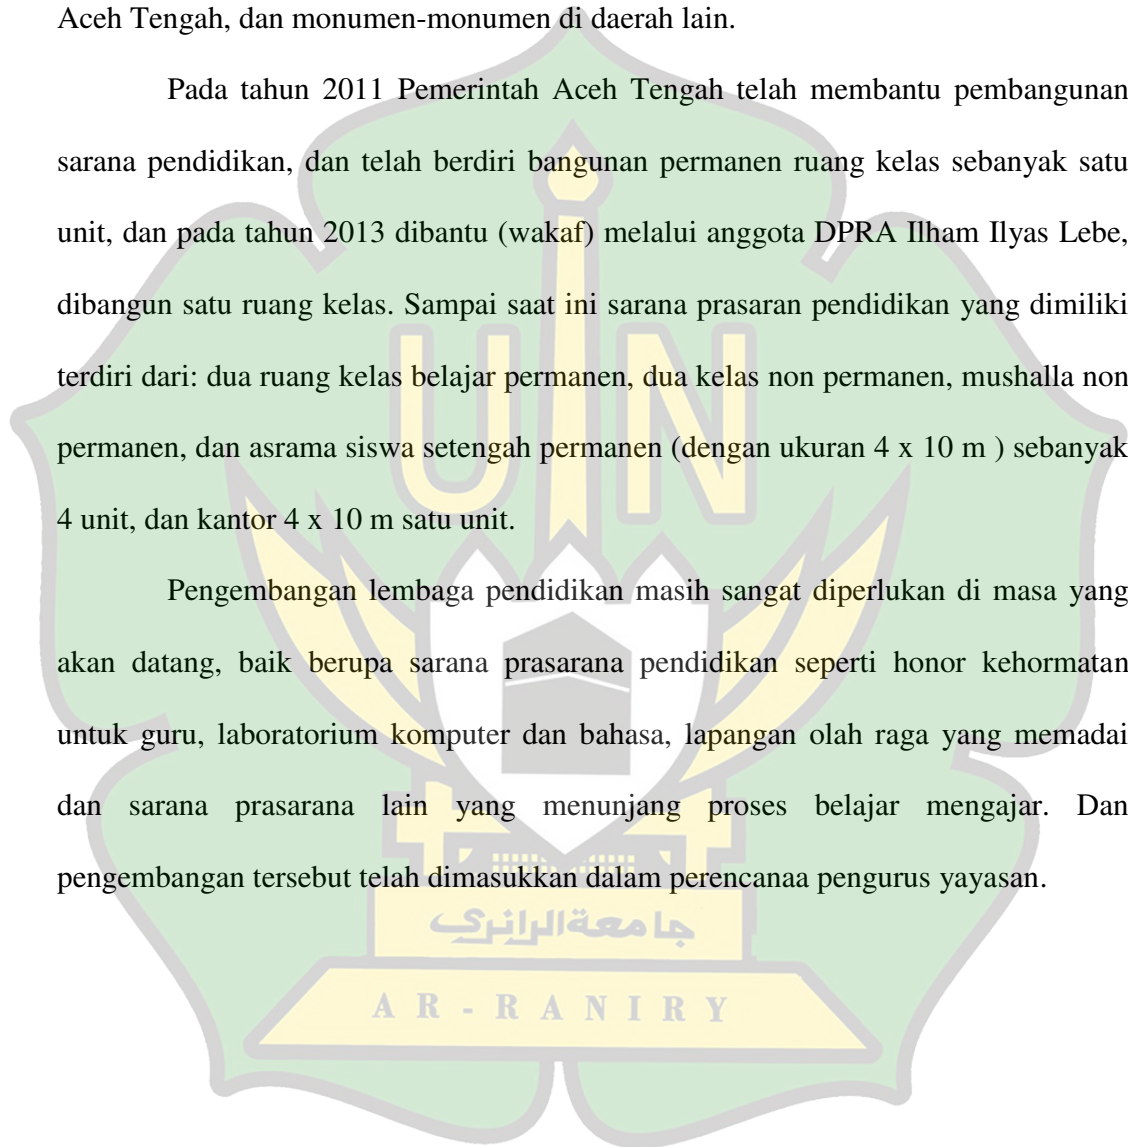 Aceh Tengah, dan monumen-monumen di daerah lain.
Pada tahun 2011 Pemerintah Aceh Tengah telah membantu pembangunan
sarana pendidikan, dan telah berdiri bangunan permanen ruang kelas sebanyak satu
unit, dan pada tahun 2013 dibantu (wakaf) melalui anggota DPRA Ilham Ilyas Lebe,
dibangun satu ruang kelas. Sampai saat ini sarana prasaran pendidikan yang dimiliki
terdiri dari: dua ruang kelas belajar permanen, dua kelas non permanen, mushalla non
permanen, dan asrama siswa setengah permanen (dengan ukuran 4 x 10 m ) sebanyak
4 unit, dan kantor 4 x 10 m satu unit.
Pengembangan lembaga pendidikan masih sangat diperlukan di masa yang
akan datang, baik berupa sarana prasarana pendidikan seperti honor kehormatan
untuk guru, laboratorium komputer dan bahasa, lapangan olah raga yang memadai
dan sarana prasarana lain yang menunjang proses belajar mengajar. Dan
pengembangan tersebut telah dimasukkan dalam perencanaa pengurus yayasan.
UIN
جامعة الرانري
AR-RANIRY